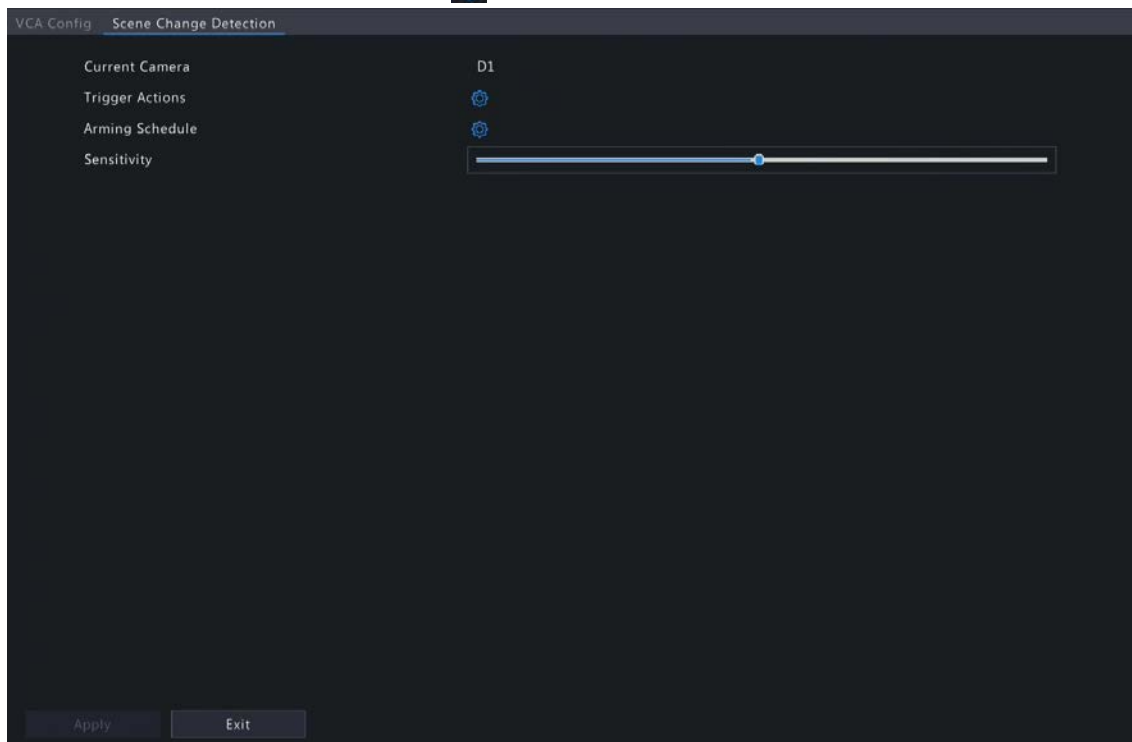 VCA Config Scene Change Detection
Current Camera D1
Trigger Actions
Arming Schedule
Sensitivity
Apply Exit